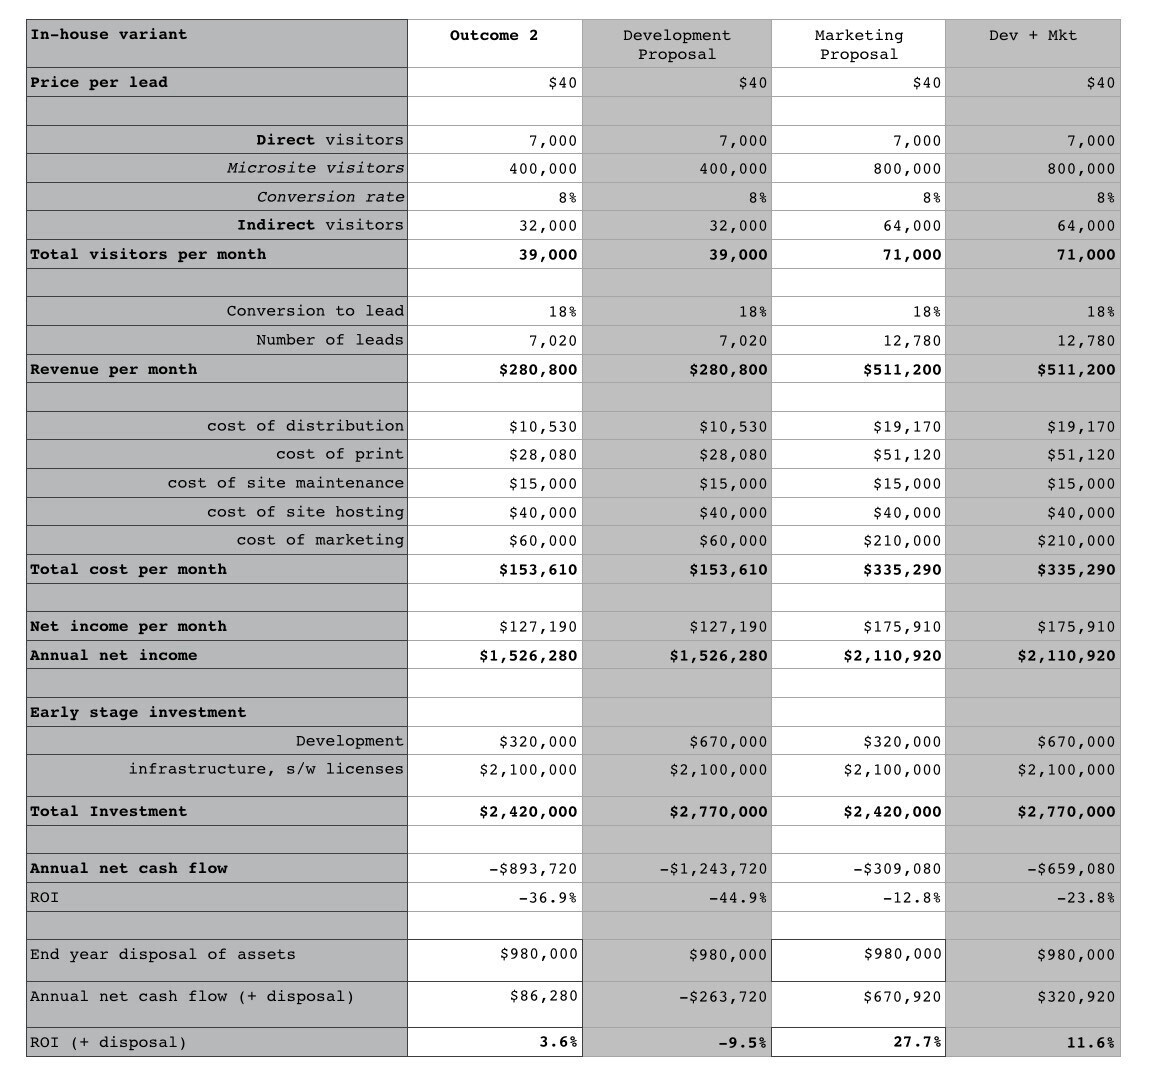 In-house variant Outcome 2 Development Proposal Marketing Proposal Dev + Mkt
Price per lead $40 $40 $40 $40
Direct visitors 7,000 7,000 7,000 7,000
Microsite visitors 400,000 400,000 800,000 800,000
Conversion rate 8% 8% 8% 8%
Indirect visitors 32,000 32,000 64,000 64,000
Total visitors per month 39,000 39,000 71,000 71,000
Conversion to lead 18% 18% 18% 18%
Number of leads 7,020 7,020 12,780 12,780
Revenue per month $280,800 $280,800 $511,200 $511,200
cost of distribution $10,530 $10,530 $19,170 $19,170
cost of print $28,080 $28,080 $51,120 $51,120
cost of site maintenance $15,000 $15,000 $15,000 $15,000
cost of site hosting $40,000 $40,000 $40,000 $40,000
cost of marketing $60,000 $60,000 $210,000 $210,000
Total cost per month $153,610 $153,610 $335,290 $335,290
Net income per month $127,190 $127,190 $175,910 $175,910
Annual net income $1,526,280 $1,526,280 $2,110,920 $2,110,920
Early stage investment
Development $320,000 $670,000 $320,000 $670,000
infrastructure, s/w licenses $2,100,000 $2,100,000 $2,100,000 $2,100,000
Total Investment $2,420,000 $2,770,000 $2,420,000 $2,770,000
Annual net cash flow –$893,720 –$1,243,720 –$309,080 –$659,080
ROI –36.9% –44.9% –12.8% –23.8%
End year disposal of assets $980,000 $980,000 $980,000 $980,000
Annual net cash flow (+ disposal) $86,280 –$263,720 $670,920 $320,920
ROI (+ disposal) 3.6% –9.5% 27.7% 11.6%